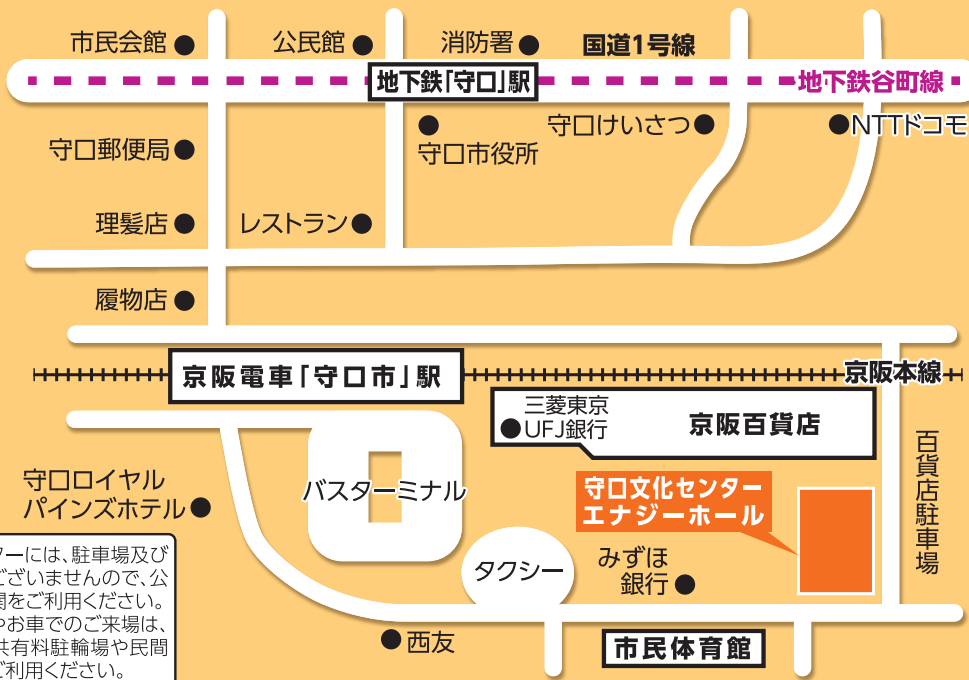 市民会館
公民館
消防署
国道1号線
地下鉄「守口」駅
地下鉄谷町線
守口郵便局
守口市役所
守口けいさつ
NTTドコモ
理髪店
レストラン
履物店
京阪電車「守口市」駅
京阪本線
三菱東京
UFJ銀行
京阪百貨店
百貨店駐車場
守口ロイヤル
パインズホテル
バスターミナル
守口文化センター
エナジーホール
タクシー
みずほ
銀行
西友
市民体育館
ターには、駐車場及び
ございませんので、公
関をご利用ください。
やお車でのご来場は、
共有料駐輪場や民間
ご利用ください。